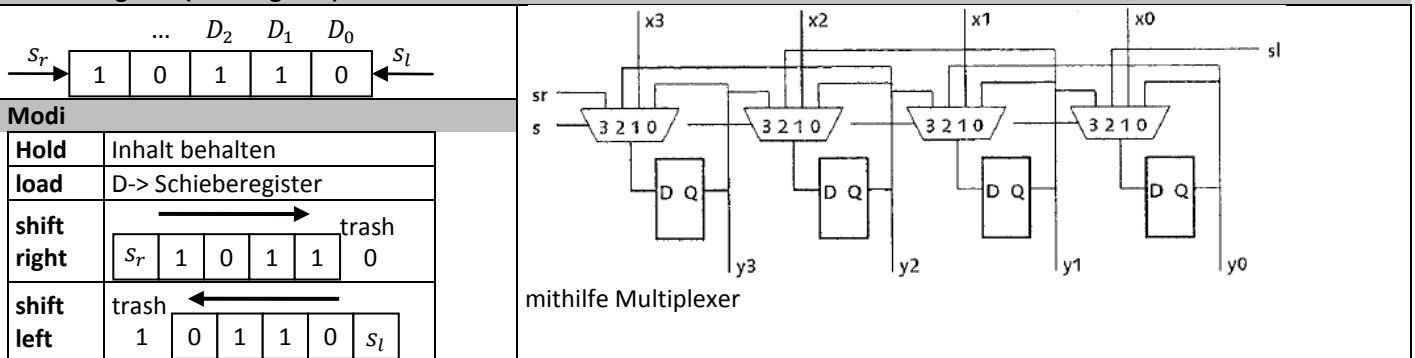 ... D2 D1 D0
sr 1 0 1 1 0 sl
Modi
Hold Inhalt behalten
load D-> Schieberegister
shift right trash
sr 1 0 1 1 0
shift left trash
1 0 1 1 0 sl
x3 x2 x1 x0
sl
sr
s 3 2 1 0 3 2 1 0 3 2 1 0 3 2 1 0
D Q D Q D Q D Q
y3 y2 y1 y0
mithilfe Multiplexer